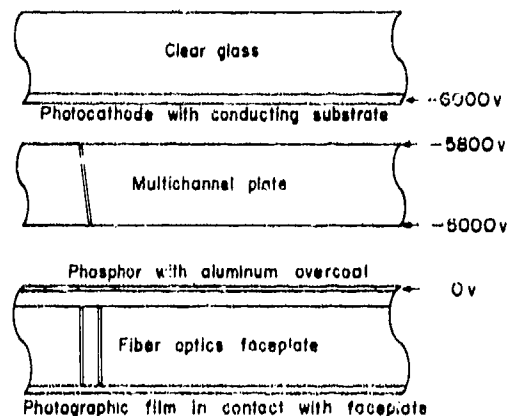 Clear glass
-6000v
Photocathode with conducting substrate
-5800v
Multichannel plate
Phosphor with aluminum overcoat
0v
Fiber optics faceplate
Photographic film in contact with faceplate